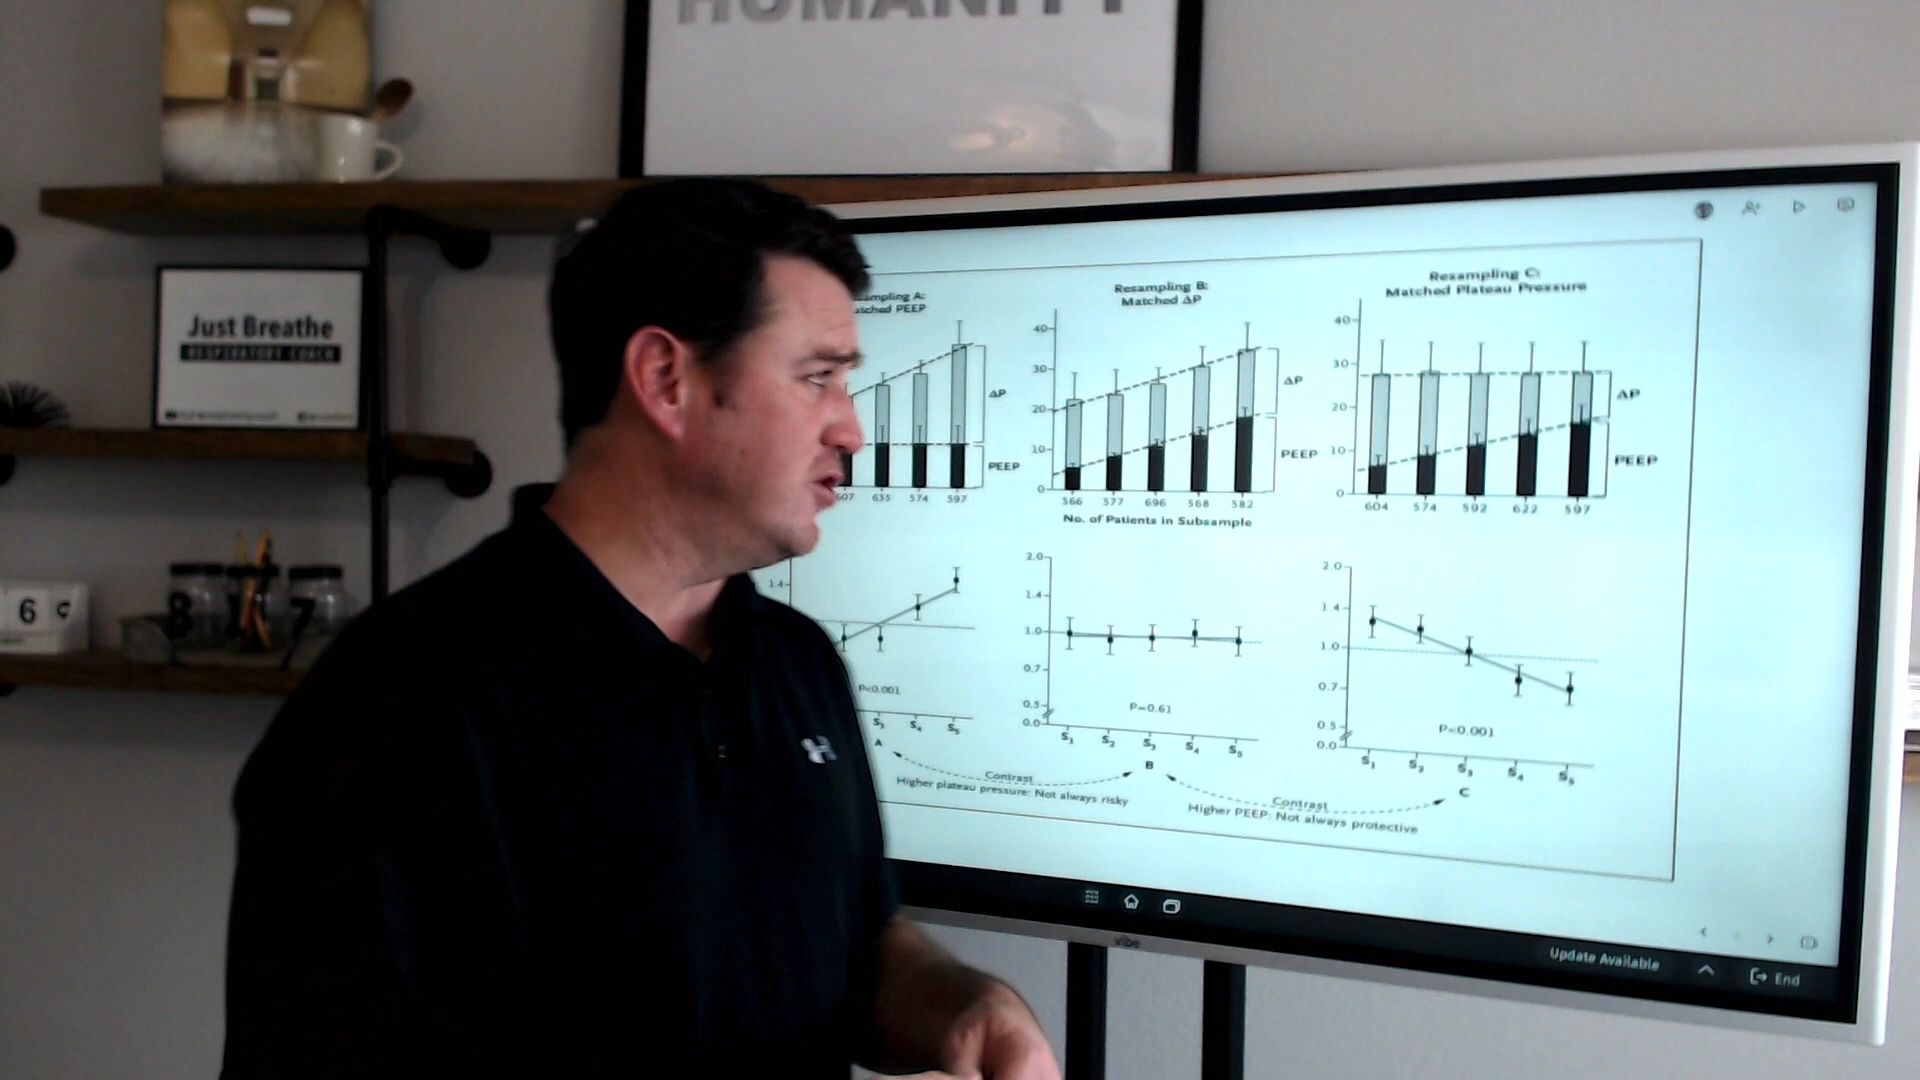 HUMANITY
Just Breathe
RESPIRATORY COACH
6
8 7
ampling A:
atched PEEP
ΔP
PEEP
607 635 574 597
1.4
P<0.001
S3 S4 S5
A
Resampling B:
Matched ΔP
40
30
20
10
0
ΔP
PEEP
566 577 696 568 582
No. of Patients in Subsample
2.0
1.4
1.0
0.7
0.5
0.0
P=0.61
S1 S2 S3 S4 S5
B
Resampling C:
Matched Plateau Pressure
40
30
20
10
0
ΔP
PEEP
604 574 592 622 597
2.0
1.4
1.0
0.7
0.5
0.0
P<0.001
S1 S2 S3 S4 S5
C
Contrast
Higher plateau pressure: Not always risky
Contrast
Higher PEEP: Not always protective
vibe
Update Available
End